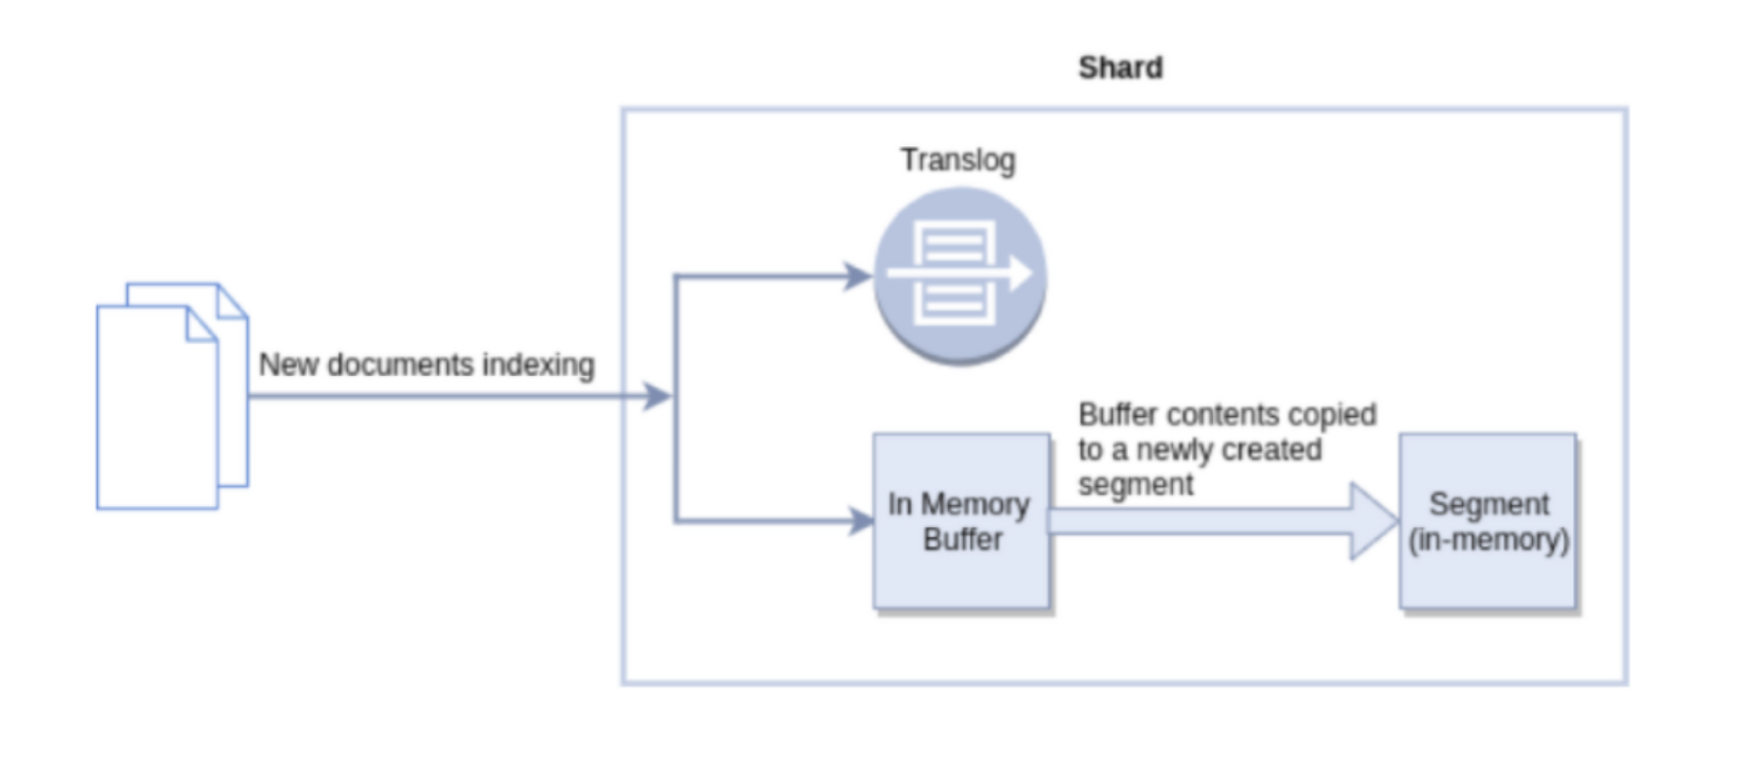 Shard
Translog
New documents indexing
Buffer contents copied
to a newly created
segment
In Memory
Buffer
Segment
(in-memory)